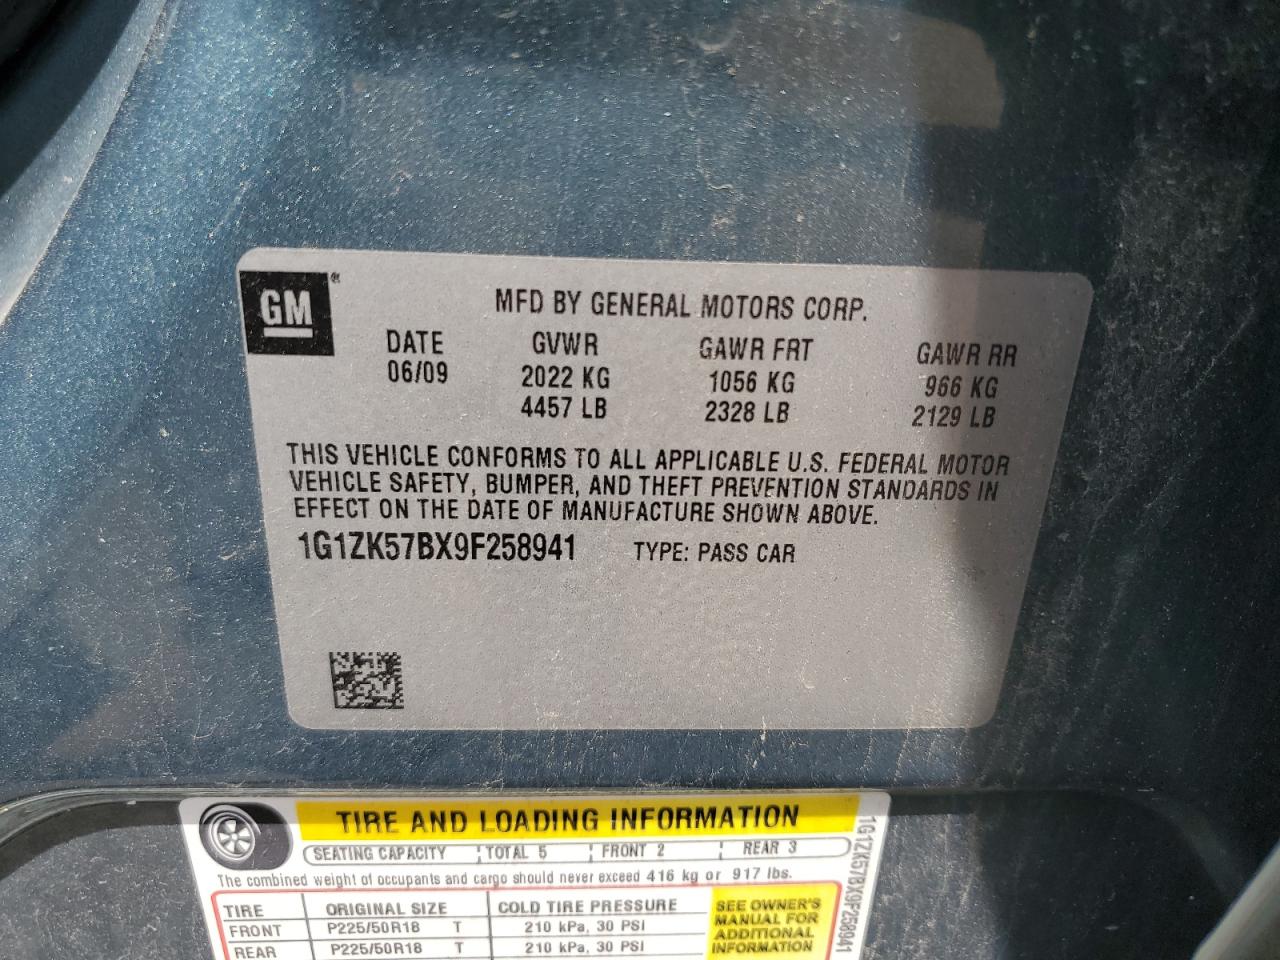 GM ®
MFD BY GENERAL MOTORS CORP.
DATE GVWR GAWR FRT GAWR RR
06/09 2022 KG 1056 KG 966 KG
4457 LB 2328 LB 2129 LB
THIS VEHICLE CONFORMS TO ALL APPLICABLE U.S. FEDERAL MOTOR
VEHICLE SAFETY, BUMPER, AND THEFT PREVENTION STANDARDS IN
EFFECT ON THE DATE OF MANUFACTURE SHOWN ABOVE.
1G1ZK57BX9F258941 TYPE: PASS CAR
TIRE AND LOADING INFORMATION
SEATING CAPACITY TOTAL 5 FRONT 2 REAR 3
The combined weight of occupants and cargo should never exceed 416 kg or 917 lbs.
TIRE ORIGINAL SIZE COLD TIRE PRESSURE
FRONT P225/50R18 T 210 kPa, 30 PSI
REAR P225/50R18 T 210 kPa, 30 PSI
SEE OWNER'S
MANUAL FOR
ADDITIONAL
INFORMATION
1G1ZK57BX9F258941